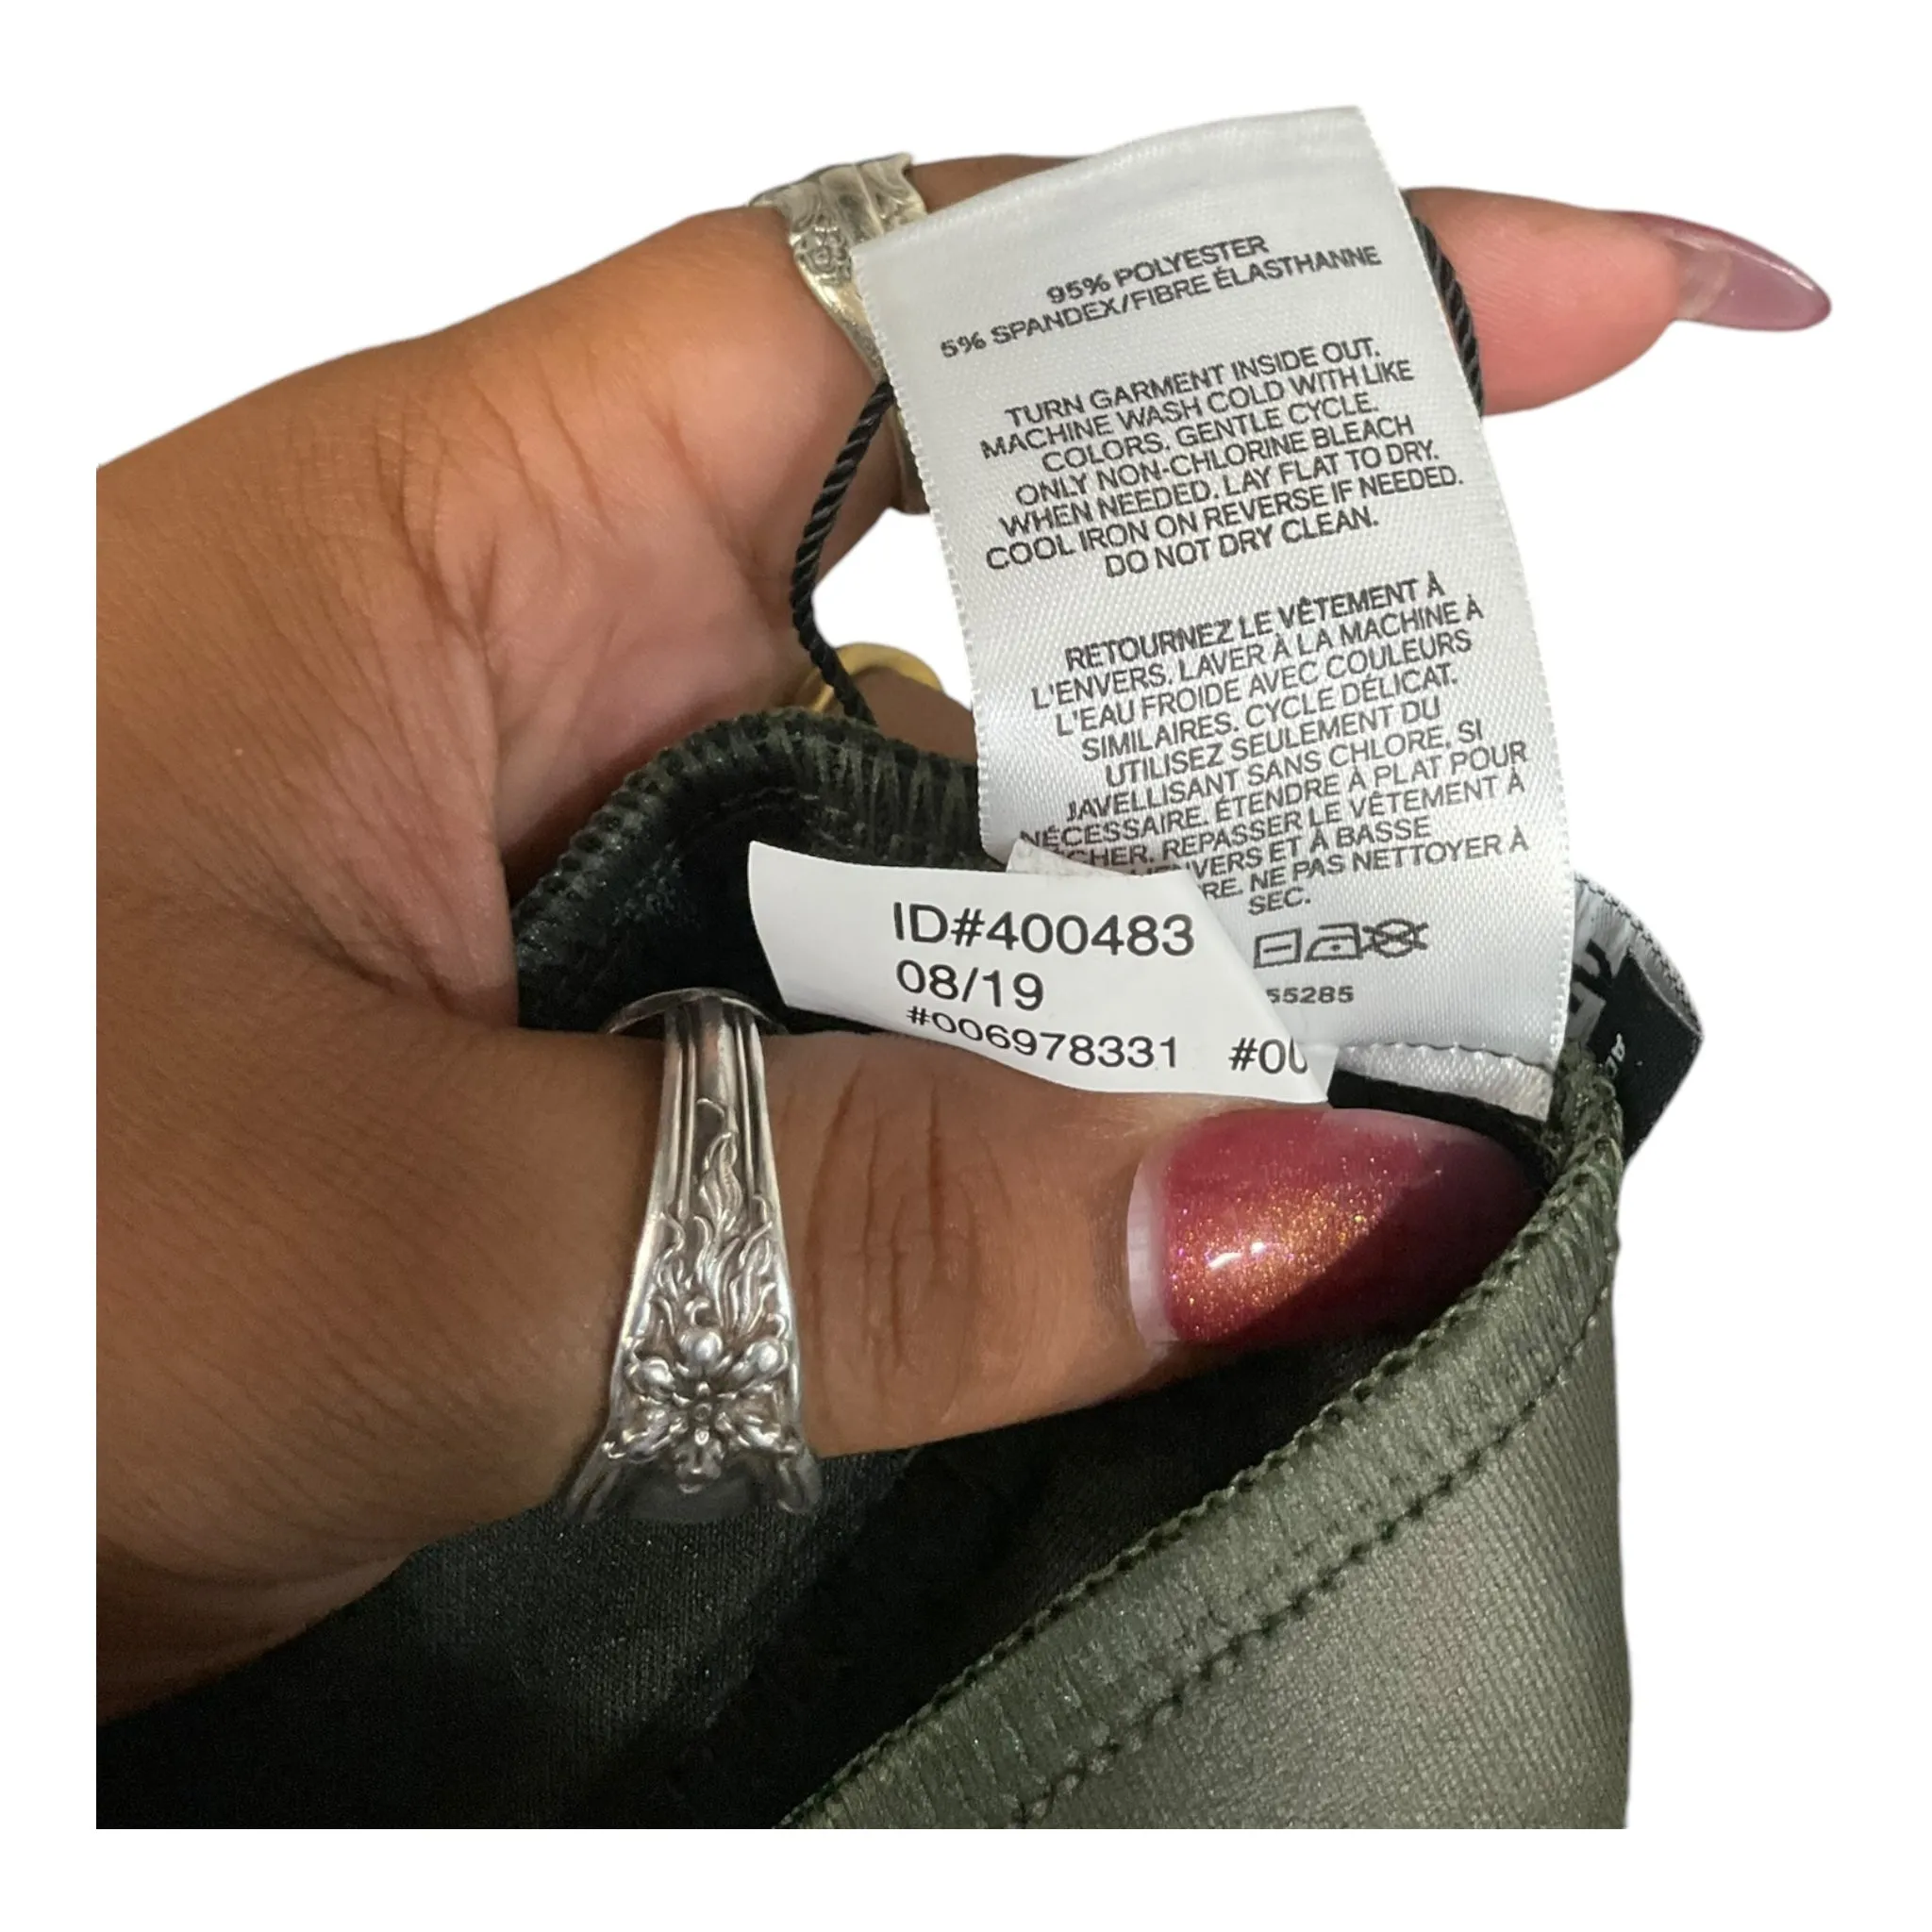 95% POLYESTER
5% SPANDEX/FIBRE ÉLASTHANNE
TURN GARMENT INSIDE OUT.
MACHINE WASH COLD WITH LIKE
COLORS. GENTLE CYCLE.
ONLY NON-CHLORINE BLEACH
WHEN NEEDED. LAY FLAT TO DRY.
COOL IRON ON REVERSE IF NEEDED.
DO NOT DRY CLEAN.
RETOURNEZ LE VÊTEMENT À
L'ENVERS. LAVER À LA MACHINE À
L'EAU FROIDE AVEC COULEURS
SIMILAIRES. CYCLE DÉLICAT.
UTILISEZ SEULEMENT DU
JAVELLISANT SANS CHLORE, SI
NÉCESSAIRE. ÉTENDRE À PLAT POUR
REPASSER LE VÊTEMENT À
ET À BASSE
NE PAS NETTOYER À
SEC.
55285
ID#400483
08/19
#006978331 #00